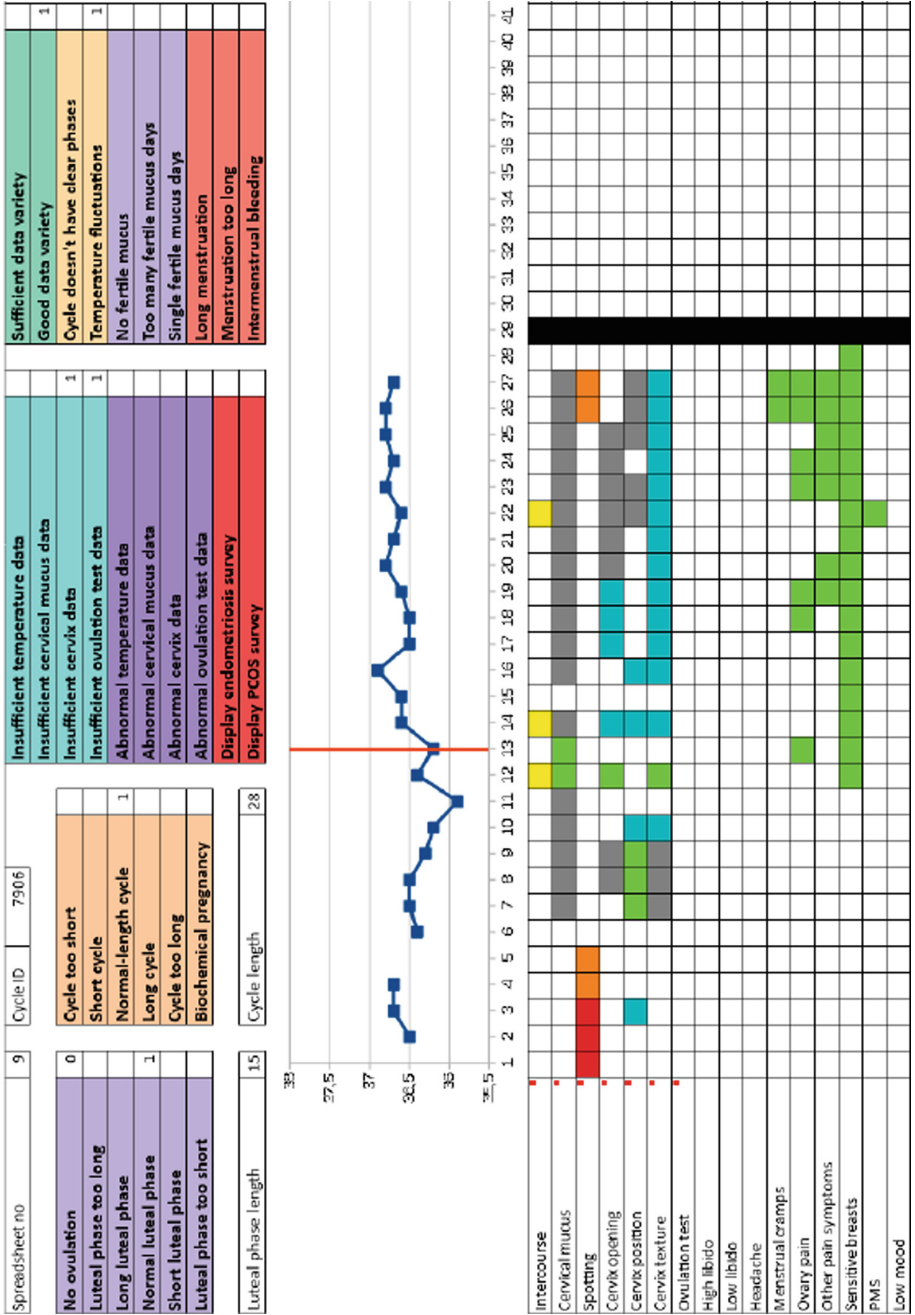 Spreadsheet no 9
Cycle ID 7906
No ovulation 0
Luteal phase too long
Long luteal phase
Normal luteal phase 1
Short luteal phase
Luteal phase too short
Luteal phase length 15
Cycle too short
Short cycle
Normal-length cycle 1
Long cycle
Cycle too long
Biochemical pregnancy
Cycle length 28
Insufficient temperature data
Insufficient cervical mucus data
Insufficient cervix data 1
Insufficient ovulation test data 1
Abnormal temperature data
Abnormal cervical mucus data
Abnormal cervix data
Abnormal ovulation test data
Display endometriosis survey
Display PCOS survey
Sufficient data variety
Good data variety 1
Cycle doesn't have clear phases
Temperature fluctuations 1
No fertile mucus
Too many fertile mucus days
Single fertile mucus days
Long menstruation
Menstruation too long
Intermenstrual bleeding
38
37,5
37
36,5
36
35,5
1 2 3 4 5 6 7 8 9 10 11 12 13 14 15 16 17 18 19 20 21 22 23 24 25 26 27 28 29 30 31 32 33 34 35 36 37 38 39 40 41
Intercourse
Cervical mucus
Spotting
Cervix opening
Cervix position
Cervix texture
Ovulation test
High libido
Low libido
Headache
Menstrual cramps
Ovary pain
Other pain symptoms
Sensitive breasts
PMS
Low mood